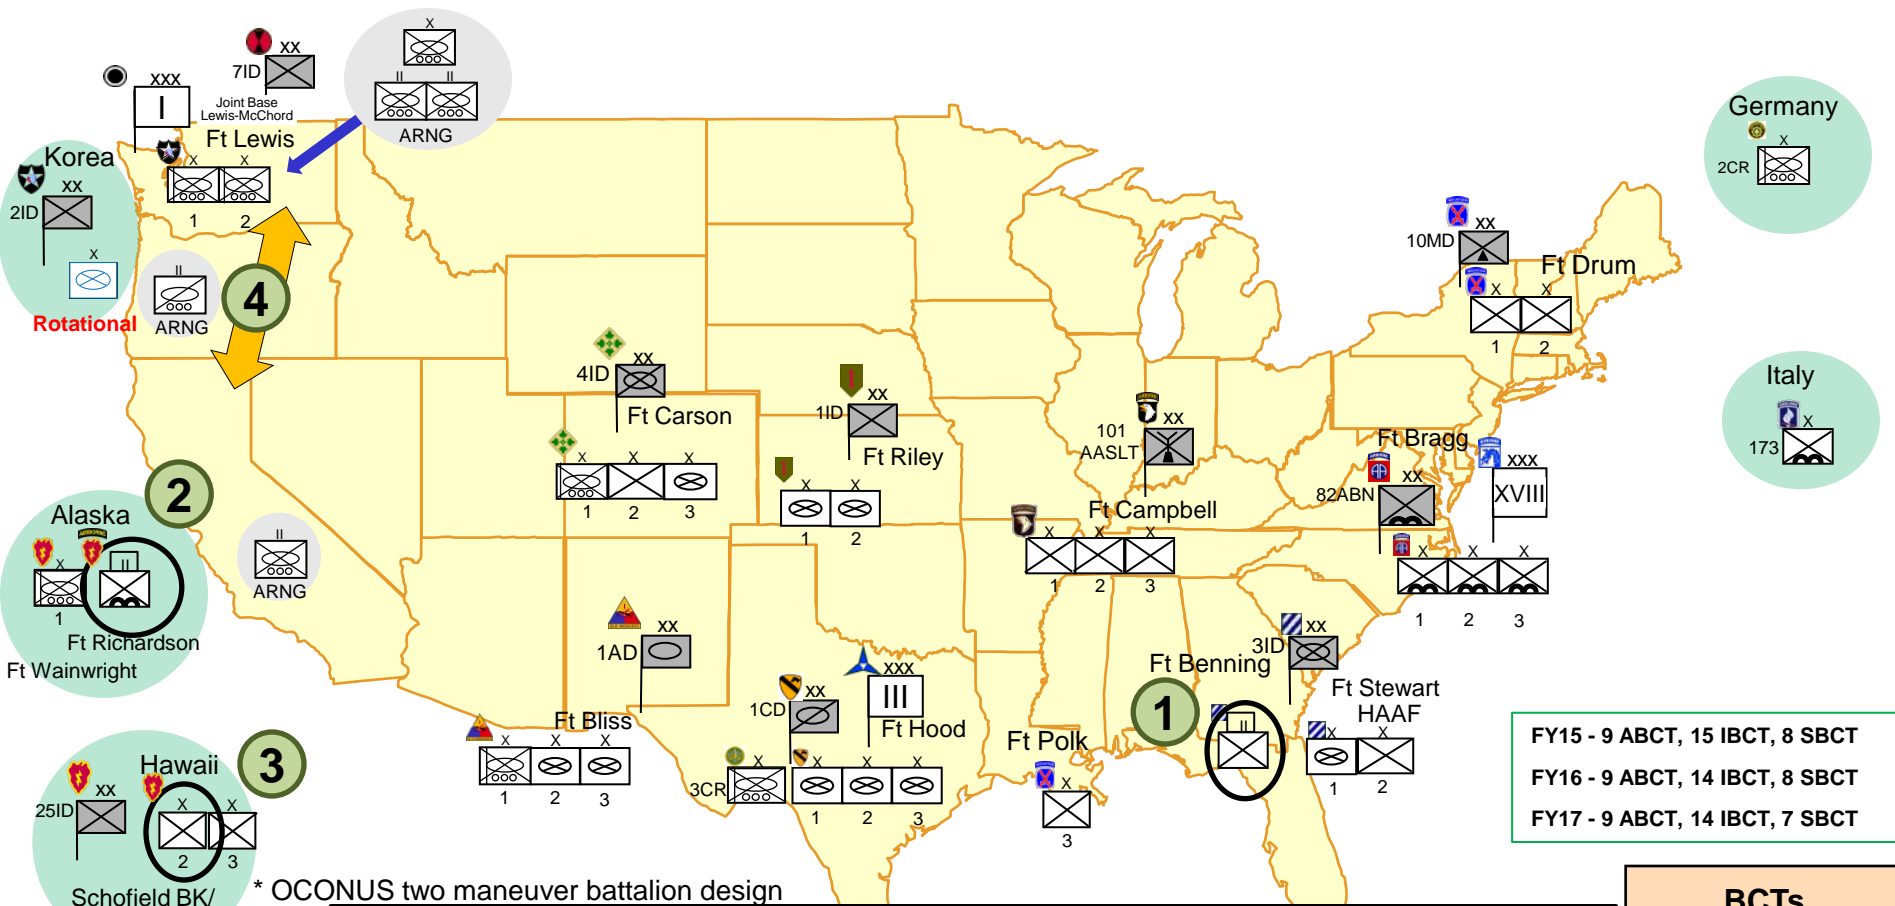 XX
7ID
XXX
I
Joint Base
Lewis-McChord
Ft Lewis
X
II II
ARNG
X X
1 2
Korea
XX
2ID
X
Rotational
II
ARNG
4
Germany
X
2CR
XX
10MD
Ft Drum
X X
1 2
Italy
X
173
XX
4ID
Ft Carson
X X X
1 2 3
XX
1ID
Ft Riley
X X
1 2
XX
101
AASLT
Ft Campbell
X X X
1 2 3
Ft Bragg
XX
82ABN
XXX
XVIII
X X X
1 2 3
2
Alaska
X
II
1
Ft Richardson
Ft Wainwright
II
ARNG
XX
1AD
Ft Bliss
X X X
1 2 3
XX
1CD
XXX
III
Ft Hood
X
3CR
X X X
1 2 3
Ft Polk
X
3
XX
3ID
Ft Benning
1
II
Ft Stewart
HAAF
X X
1 2
3
Hawaii
XX
25ID
X X
2 3
Schofield BK/
* OCONUS two maneuver battalion design
FY15 - 9 ABCT, 15 IBCT, 8 SBCT
FY16 - 9 ABCT, 14 IBCT, 8 SBCT
FY17 - 9 ABCT, 14 IBCT, 7 SBCT
BCTs